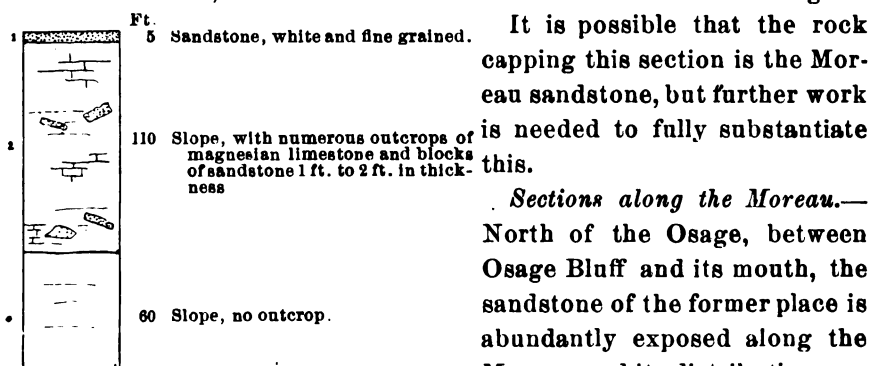 Ft.
1 5 Sandstone, white and fine grained.
2 110 Slope, with numerous outcrops of
magnesian limestone and blocks
of sandstone 1 ft. to 2 ft. in thick-
ness
60 Slope, no outcrop.
It is possible that the rock
capping this section is the Mor-
eau sandstone, but further work
is needed to fully substantiate
this.
Sections along the Moreau.—
North of the Osage, between
Osage Bluff and its mouth, the
sandstone of the former place is
abundantly exposed along the